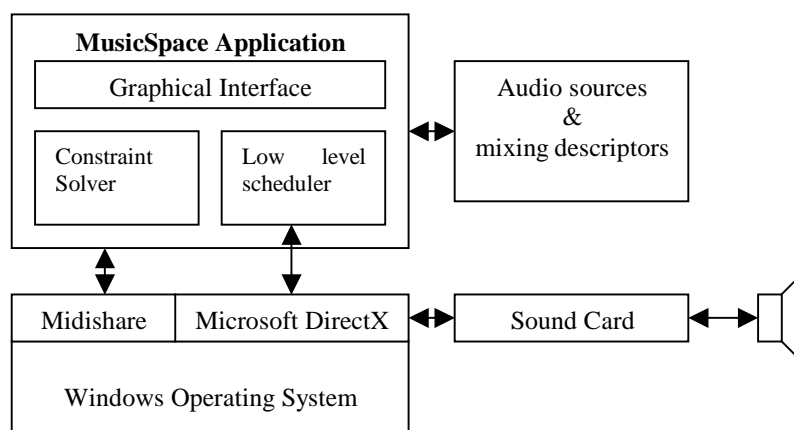 MusicSpace Application
Graphical Interface
Constraint
Solver
Low level
scheduler
Audio sources
&
mixing descriptors
Midishare
Microsoft DirectX
Sound Card
Windows Operating System